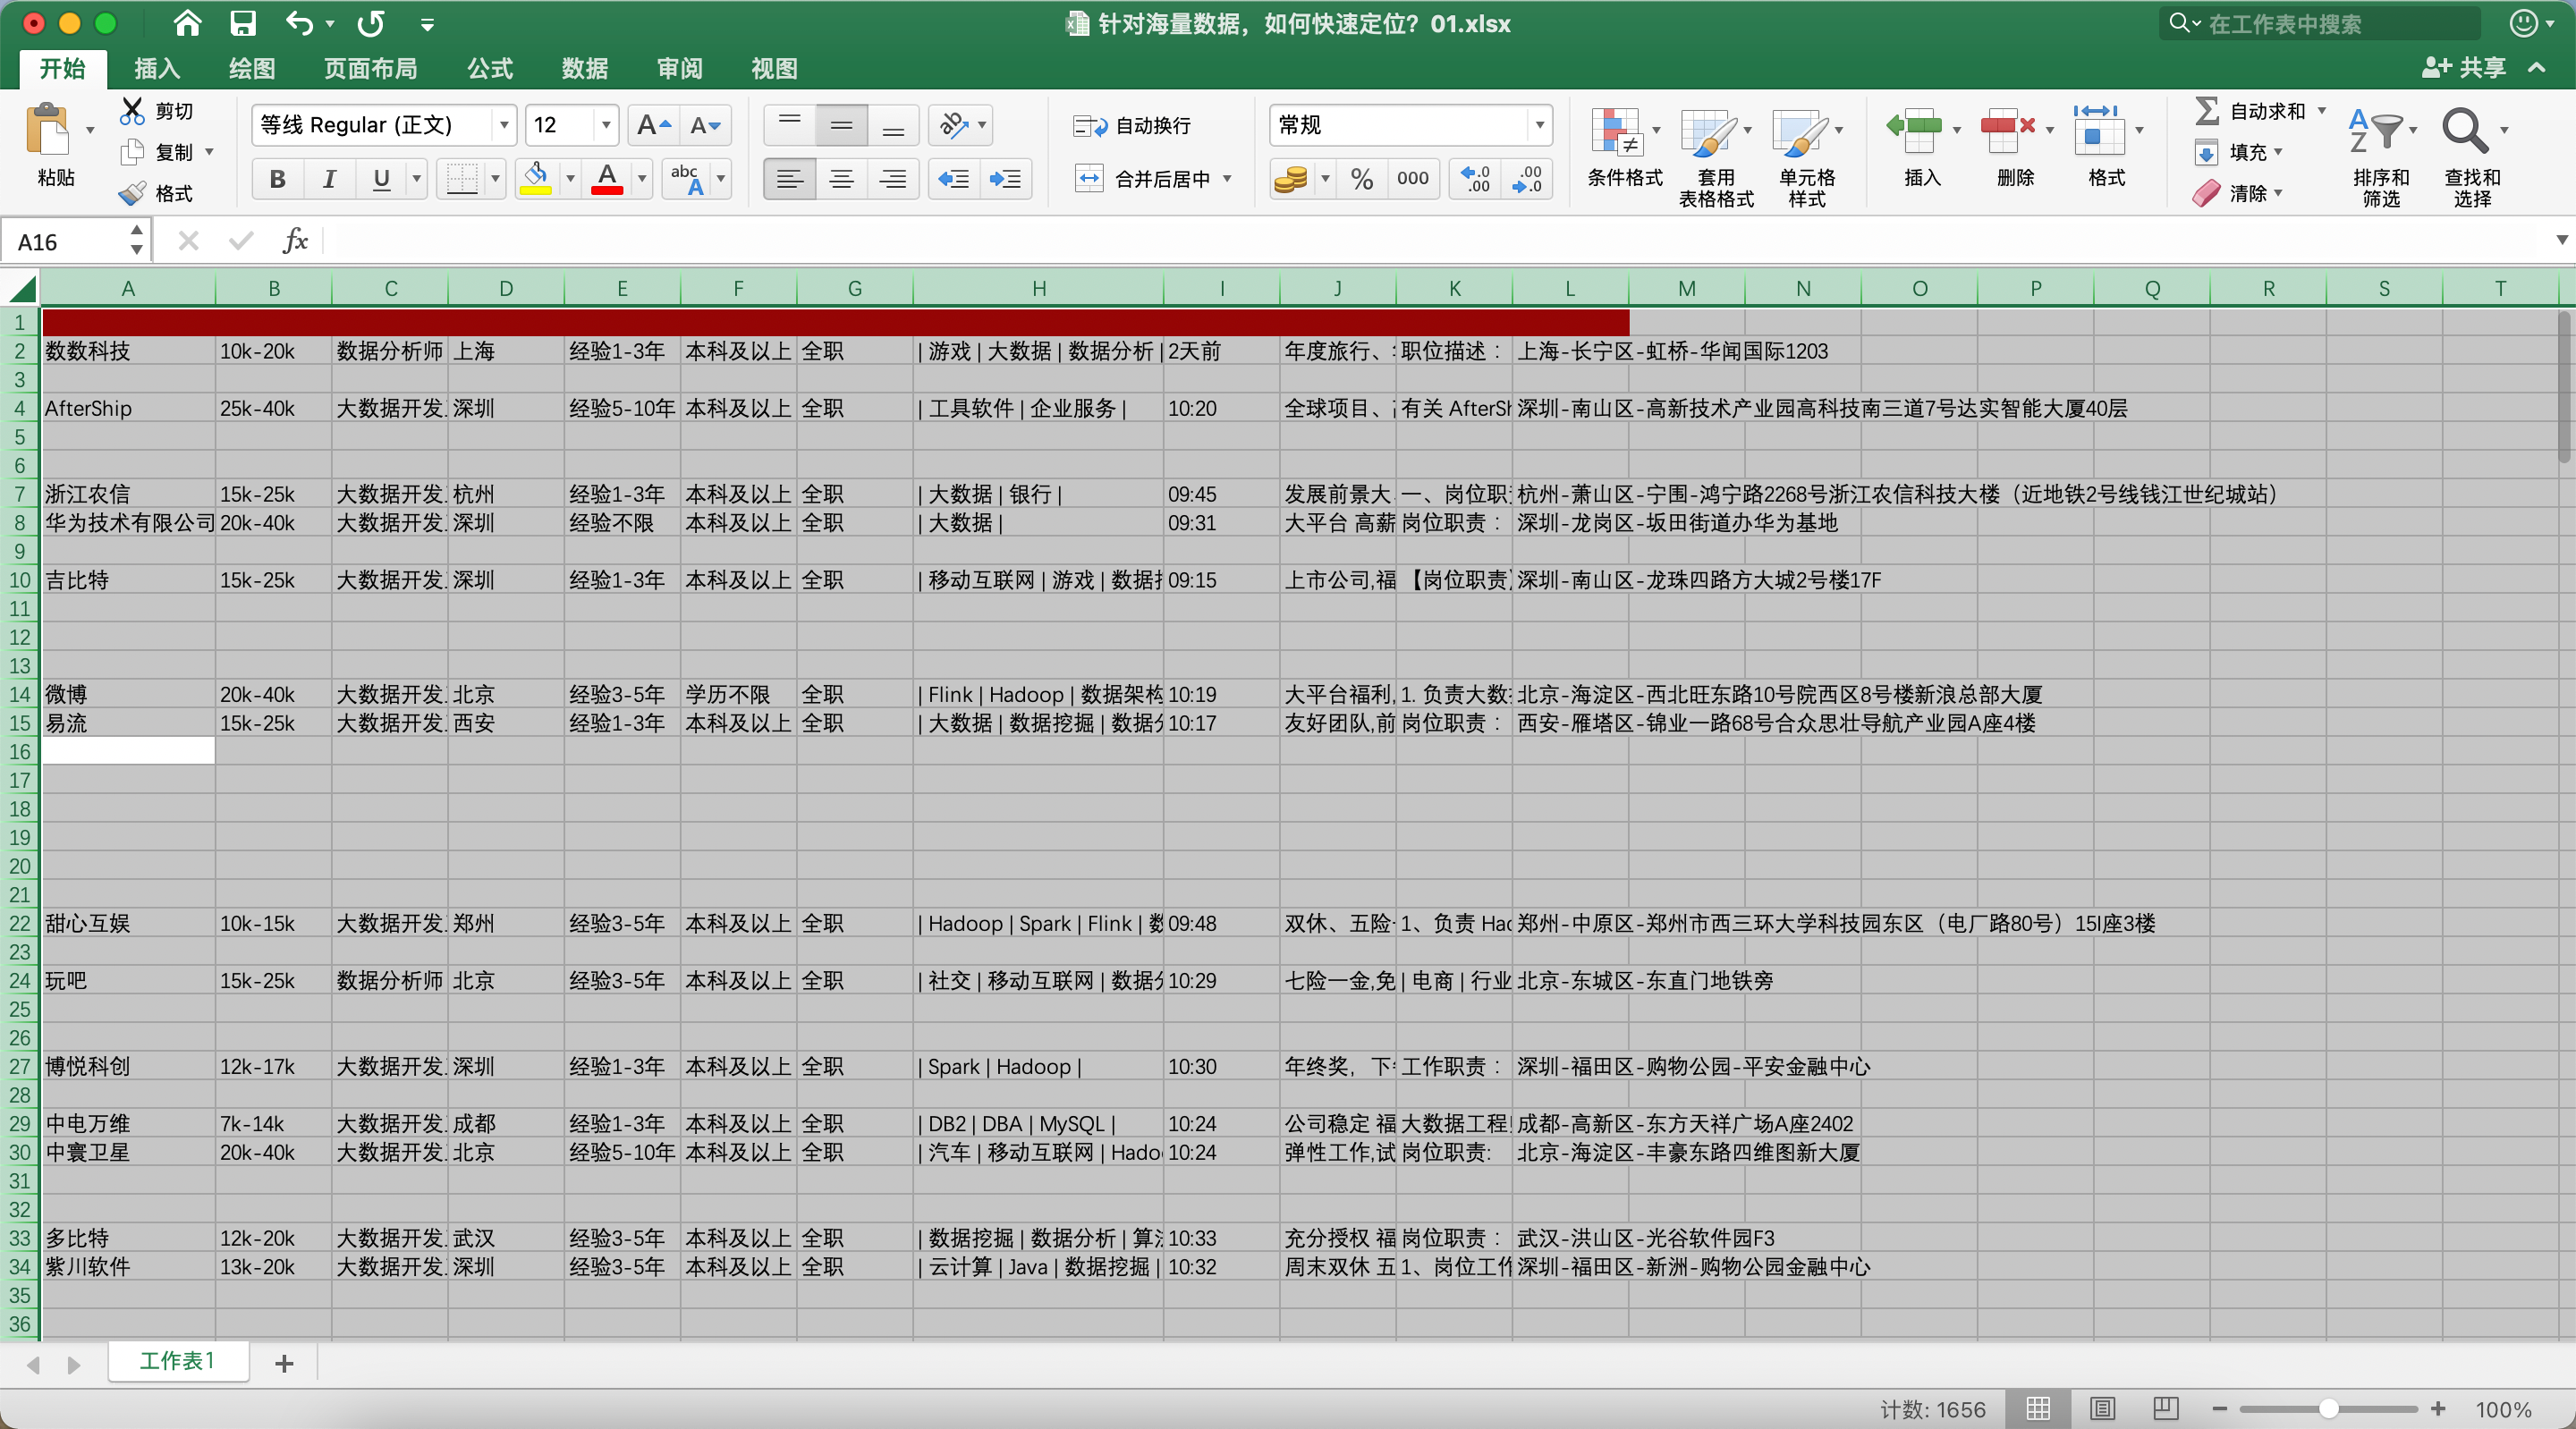 针对海量数据，如何快速定位？01.xlsx
在工作表中搜索
开始 插入 绘图 页面布局 公式 数据 审阅 视图 共享
粘贴 剪切 复制 格式
等线 Regular (正文) 12
B I U abc A
自动换行
合并后居中
常规
% 000
条件格式 套用表格格式 单元格样式 插入 删除 格式
自动求和 填充 清除
排序和筛选 查找和选择
A16 fx
A B C D E F G H I J K L M N O P Q R S T
1
2 数数科技 10k-20k 数据分析师 上海 经验1-3年 本科及以上 全职 | 游戏 | 大数据 | 数据分析 | 2天前 年度旅行、 职位描述： 上海-长宁区-虹桥-华闻国际1203
3
4 AfterShip 25k-40k 大数据开发 深圳 经验5-10年 本科及以上 全职 | 工具软件 | 企业服务 | 10:20 全球项目、 有关 AfterSh 深圳-南山区-高新技术产业园高科技南三道7号达实智能大厦40层
5
6
7 浙江农信 15k-25k 大数据开发 杭州 经验1-3年 本科及以上 全职 | 大数据 | 银行 | 09:45 发展前景大 一、岗位职 杭州-萧山区-宁围-鸿宁路2268号浙江农信科技大楼（近地铁2号线钱江世纪城站）
8 华为技术有限公司 20k-40k 大数据开发 深圳 经验不限 本科及以上 全职 | 大数据 | 09:31 大平台 高薪 岗位职责： 深圳-龙岗区-坂田街道办华为基地
9
10 吉比特 15k-25k 大数据开发 深圳 经验1-3年 本科及以上 全职 | 移动互联网 | 游戏 | 数据 09:15 上市公司,福 【岗位职责】 深圳-南山区-龙珠四路方大城2号楼17F
11
12
13
14 微博 20k-40k 大数据开发 北京 经验3-5年 学历不限 全职 | Flink | Hadoop | 数据架构 10:19 大平台福利, 1. 负责大数 北京-海淀区-西北旺东路10号院西区8号楼新浪总部大厦
15 易流 15k-25k 大数据开发 西安 经验1-3年 本科及以上 全职 | 大数据 | 数据挖掘 | 数据 10:17 友好团队,前 岗位职责： 西安-雁塔区-锦业一路68号合众思壮导航产业园A座4楼
16
17
18
19
20
21
22 甜心互娱 10k-15k 大数据开发 郑州 经验3-5年 本科及以上 全职 | Hadoop | Spark | Flink | 数 09:48 双休、五险 1、负责 Had 郑州-中原区-郑州市西三环大学科技园东区（电厂路80号）15J座3楼
23
24 玩吧 15k-25k 数据分析师 北京 经验3-5年 本科及以上 全职 | 社交 | 移动互联网 | 数据 10:29 七险一金,免 | 电商 | 行业 北京-东城区-东直门地铁旁
25
26
27 博悦科创 12k-17k 大数据开发 深圳 经验1-3年 本科及以上 全职 | Spark | Hadoop | 10:30 年终奖，下 工作职责： 深圳-福田区-购物公园-平安金融中心
28
29 中电万维 7k-14k 大数据开发 成都 经验1-3年 本科及以上 全职 | DB2 | DBA | MySQL | 10:24 公司稳定 福 大数据工程 成都-高新区-东方天祥广场A座2402
30 中寰卫星 20k-40k 大数据开发 北京 经验5-10年 本科及以上 全职 | 汽车 | 移动互联网 | Hado 10:24 弹性工作,试 岗位职责: 北京-海淀区-丰豪东路四维图新大厦
31
32
33 多比特 12k-20k 大数据开发 武汉 经验3-5年 本科及以上 全职 | 数据挖掘 | 数据分析 | 算 10:33 充分授权 福 岗位职责： 武汉-洪山区-光谷软件园F3
34 紫川软件 13k-20k 大数据开发 深圳 经验3-5年 本科及以上 全职 | 云计算 | Java | 数据挖掘 | 10:32 周末双休 五 1、岗位工作 深圳-福田区-新洲-购物公园金融中心
35
36
工作表1
计数: 1656 100%